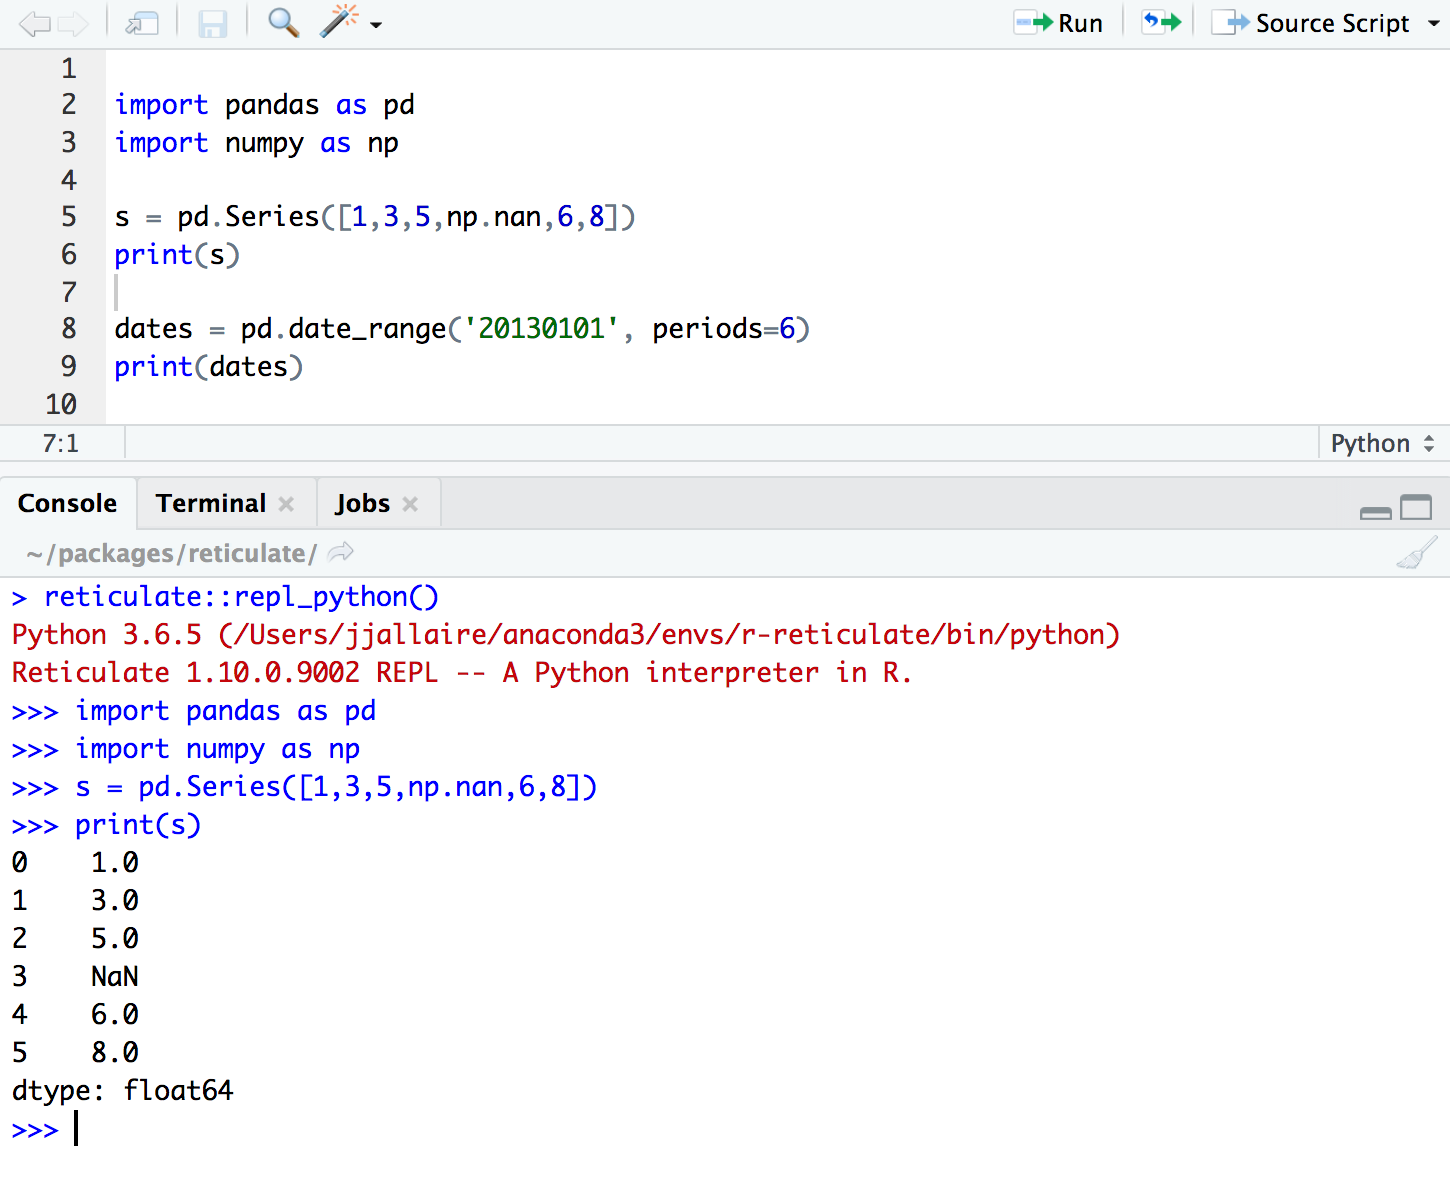 Run
Source Script
1
2 import pandas as pd
3 import numpy as np
4
5 s = pd.Series([1,3,5,np.nan,6,8])
6 print(s)
7
8 dates = pd.date_range('20130101', periods=6)
9 print(dates)
10
7:1 Python
Console Terminal Jobs
~/packages/reticulate/
> reticulate::repl_python()
Python 3.6.5 (/Users/jjallaire/anaconda3/envs/r-reticulate/bin/python)
Reticulate 1.10.0.9002 REPL -- A Python interpreter in R.
>>> import pandas as pd
>>> import numpy as np
>>> s = pd.Series([1,3,5,np.nan,6,8])
>>> print(s)
0    1.0
1    3.0
2    5.0
3    NaN
4    6.0
5    8.0
dtype: float64
>>>